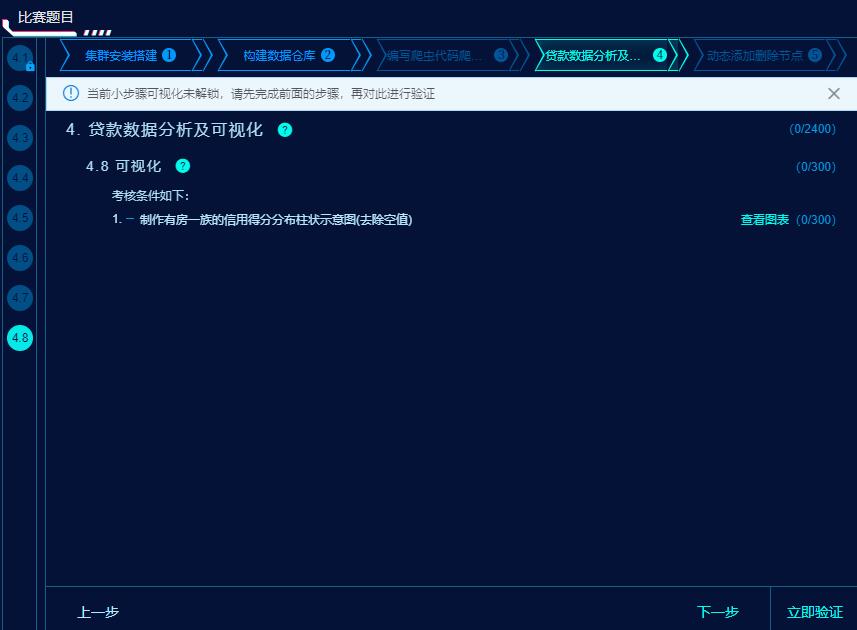 比赛题目
集群安装搭建 1 构建数据仓库 2 编写爬虫代码爬... 3 贷款数据分析及... 4 动态添加删除节点 5
当前小步骤可视化未解锁，请先完成前面的步骤，再对此进行验证
4. 贷款数据分析及可视化 ? (0/2400)
4.8 可视化 ? (0/300)
考核条件如下：
1. 一 制作有房一族的信用得分分布柱状示意图(去除空值) 查看图表 (0/300)
4.1
4.2
4.3
4.4
4.5
4.6
4.7
4.8
上一步 下一步 立即验证